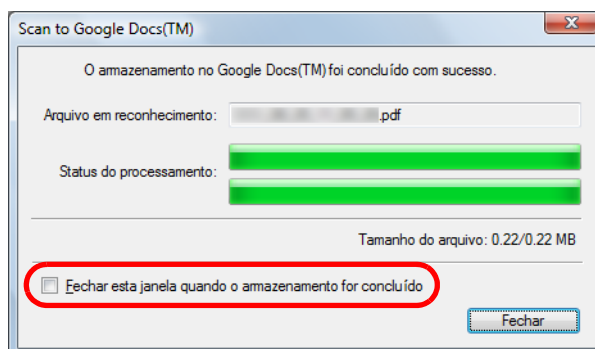 Scan to Google Docs(TM)
O armazenamento no Google Docs(TM) foi concluído com sucesso.
Arquivo em reconhecimento: .pdf
Status do processamento:
Tamanho do arquivo: 0.22/0.22 MB
Fechar esta janela quando o armazenamento for concluído
Fechar